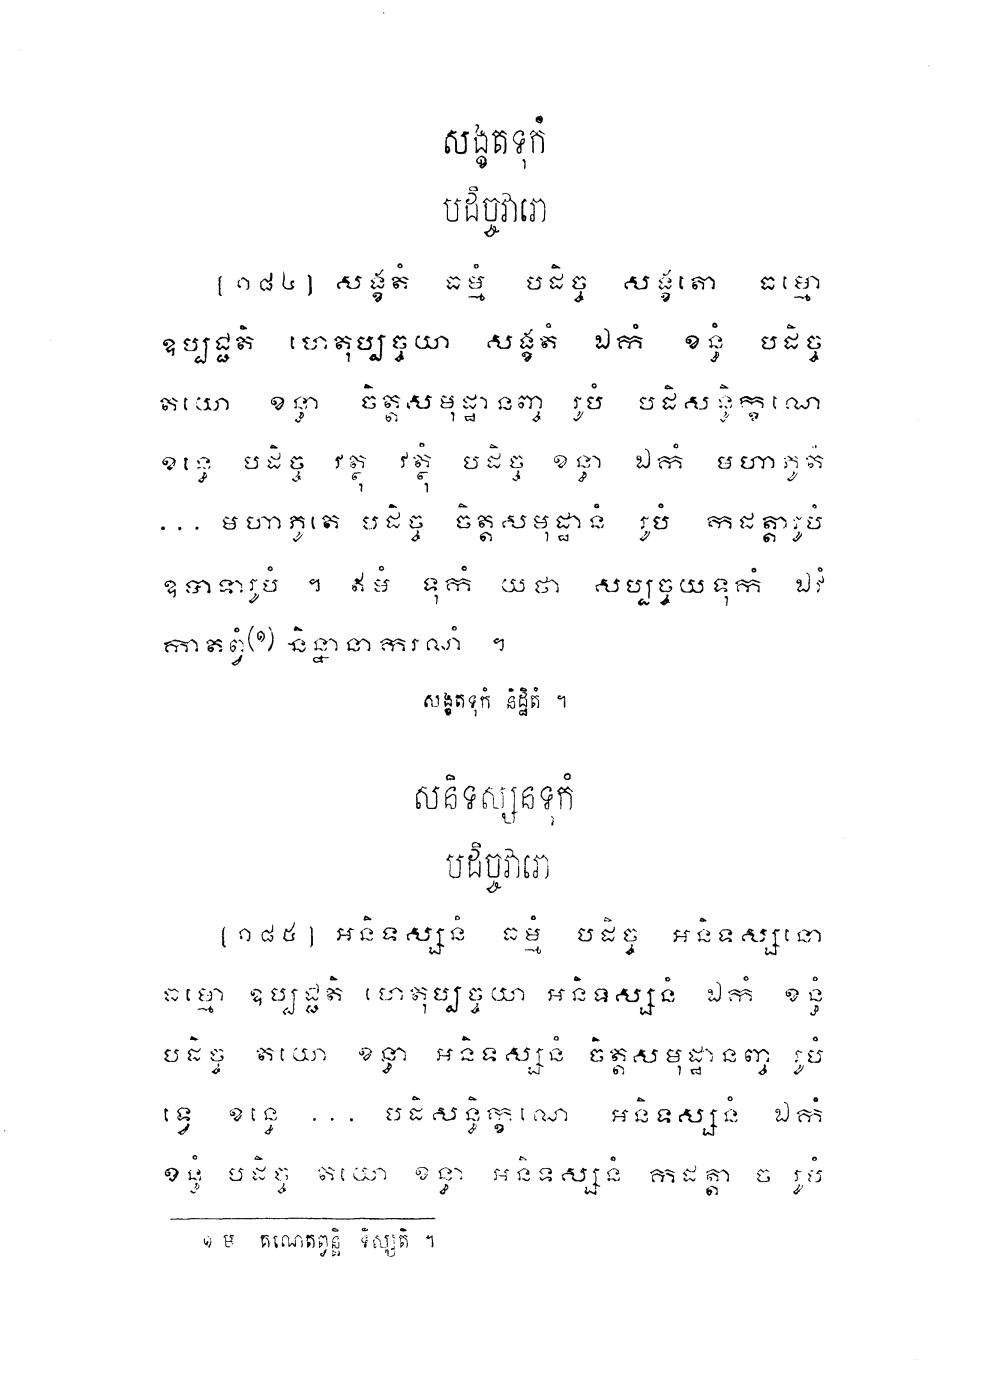 សង្ខតទុកំ
បដិច្ចវារោ
[១៨៤] សង្ខតំ ធម្មំ បដិច្ច សង្ខតោ ធម្មោ
ឧប្បជ្ជតិ ហេតុប្បច្ចយា សង្ខតំ ឯកំ ខន្ធំ បដិច្ច
តយោ ខន្ធា ចិត្តសមុដ្ឋានញ្ច រូបំ បដិសន្ធិក្ខណេ
ខន្ធេ បដិច្ច វត្ថុ វត្ថុំ បដិច្ច ខន្ធា ឯកំ មហាភូតំ
... មហាភូតេ បដិច្ច ចិត្តសមុដ្ឋានំ រូបំ កដត្តារូបំ
ឧបាទារូបំ ។ ឥមំ ទុកំ យថា សប្បច្ចយទុកំ ឯវំ
កាតព្វំ(១) និន្នានាករណំ ។
សង្ខតទុកំ និដ្ឋិតំ ។
សនិទស្សនទុកំ
បដិច្ចវារោ
[១៨៥] អនិទស្សនំ ធម្មំ បដិច្ច អនិទស្សនោ
ធម្មោ ឧប្បជ្ជតិ ហេតុប្បច្ចយា អនិទស្សនំ ឯកំ ខន្ធំ
បដិច្ច តយោ ខន្ធា អនិទស្សនំ ចិត្តសមុដ្ឋានញ្ច រូបំ
ទ្វេ ខន្ធេ ... បដិសន្ធិក្ខណេ អនិទស្សនំ ឯកំ
ខន្ធំ បដិច្ច តយោ ខន្ធា អនិទស្សនំ កដត្តា ច រូបំ
១ ម គណេតព្វន្តិ ទិស្សតិ ។